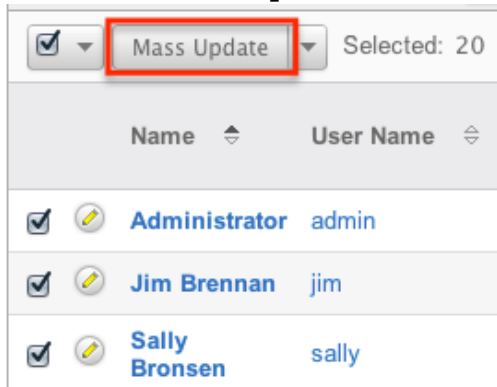 Mass Update Selected: 20
Name User Name
Administrator admin
Jim Brennan jim
Sally
Bronsen sally